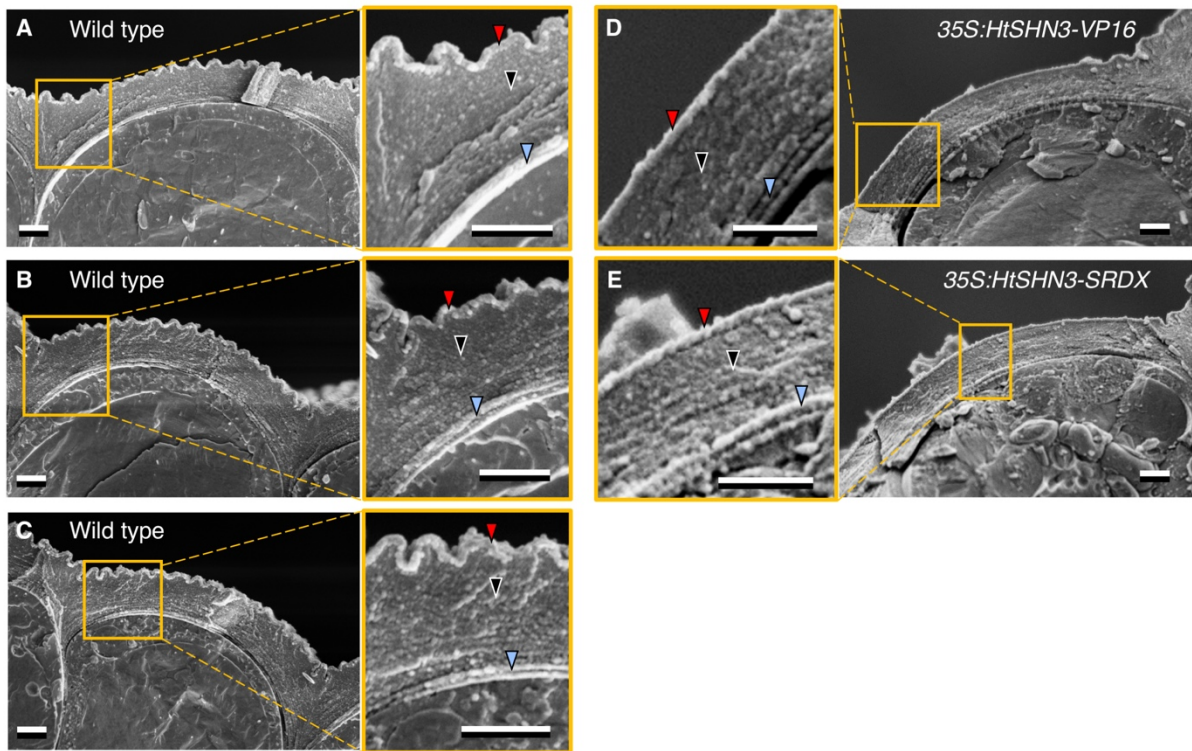 A Wild type
D 35S:HtSHN3-VP16
B Wild type
E 35S:HtSHN3-SRDX
C Wild type